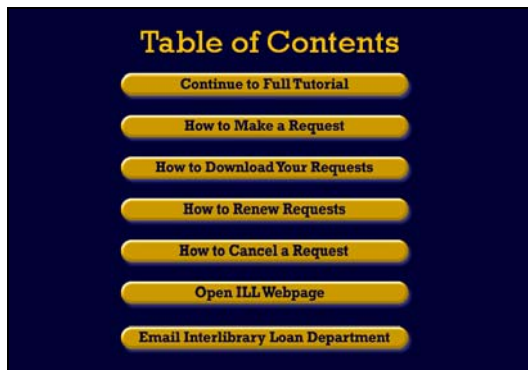 Table of Contents
Continue to Full Tutorial
How to Make a Request
How to Download Your Requests
How to Renew Requests
How to Cancel a Request
Open ILL Webpage
Email Interlibrary Loan Department